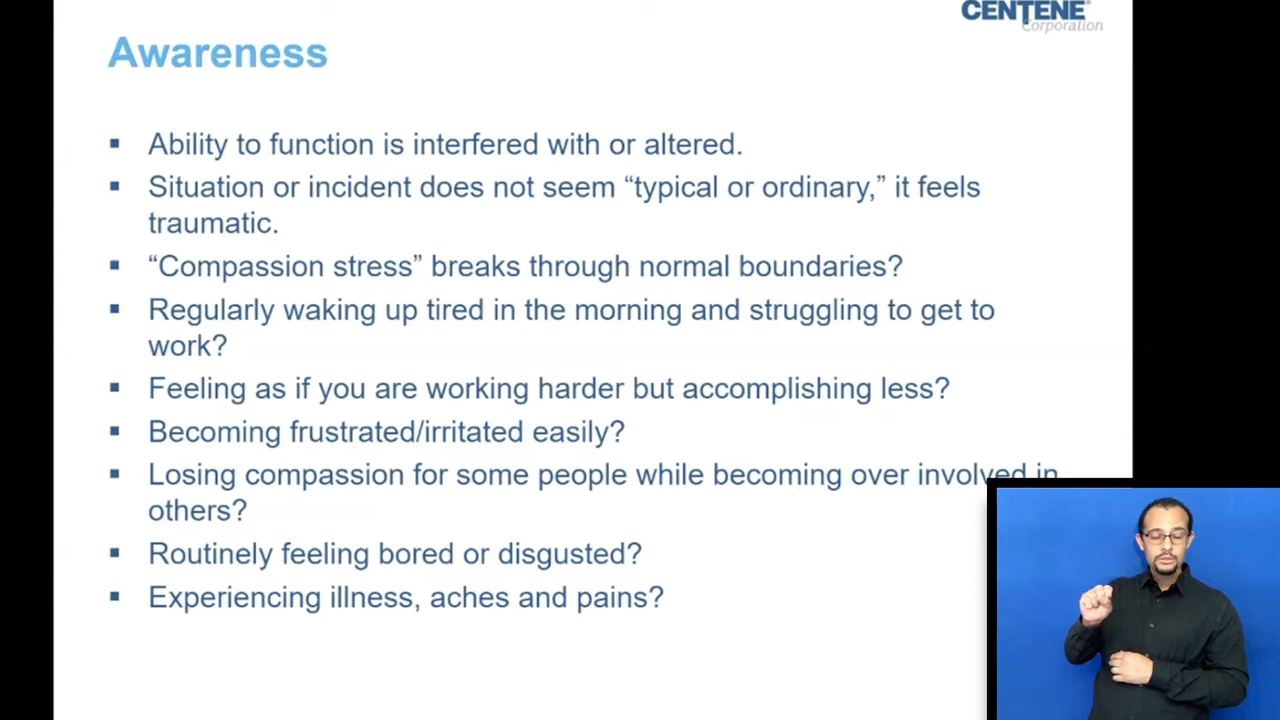 CENTENE
Corporation
Awareness
▪ Ability to function is interfered with or altered.
▪ Situation or incident does not seem “typical or ordinary,” it feels
traumatic.
▪ “Compassion stress” breaks through normal boundaries?
▪ Regularly waking up tired in the morning and struggling to get to
work?
▪ Feeling as if you are working harder but accomplishing less?
▪ Becoming frustrated/irritated easily?
▪ Losing compassion for some people while becoming over involved in
others?
▪ Routinely feeling bored or disgusted?
▪ Experiencing illness, aches and pains?